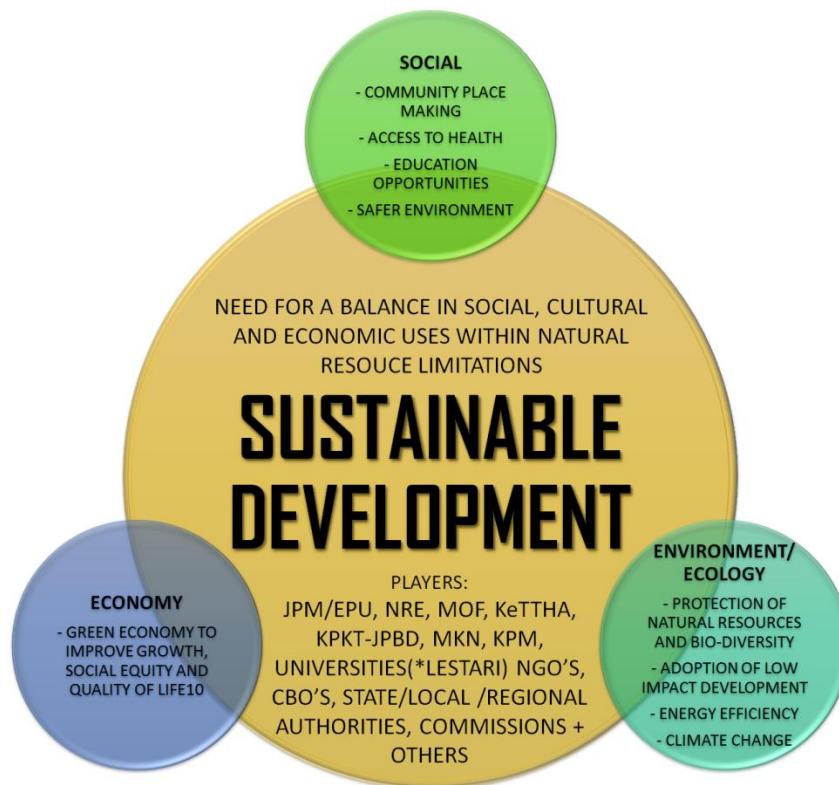 SOCIAL
- COMMUNITY PLACE
MAKING
- ACCESS TO HEALTH
- EDUCATION
OPPORTUNITIES
- SAFER ENVIRONMENT
NEED FOR A BALANCE IN SOCIAL, CULTURAL
AND ECONOMIC USES WITHIN NATURAL
RESOUCE LIMITATIONS
SUSTAINABLE
DEVELOPMENT
PLAYERS:
JPM/EPU, NRE, MOF, KeTTHA,
KPKT-JPBD, MKN, KPM,
UNIVERSITIES(*LESTARI) NGO'S,
CBO'S, STATE/LOCAL /REGIONAL
AUTHORITIES, COMMISSIONS +
OTHERS
ECONOMY
- GREEN ECONOMY TO
IMPROVE GROWTH,
SOCIAL EQUITY AND
QUALITY OF LIFE10
ENVIRONMENT/
ECOLOGY
- PROTECTION OF
NATURAL RESOURCES
AND BIO-DIVERSITY
- ADOPTION OF LOW
IMPACT DEVELOPMENT
- ENERGY EFFICIENCY
- CLIMATE CHANGE